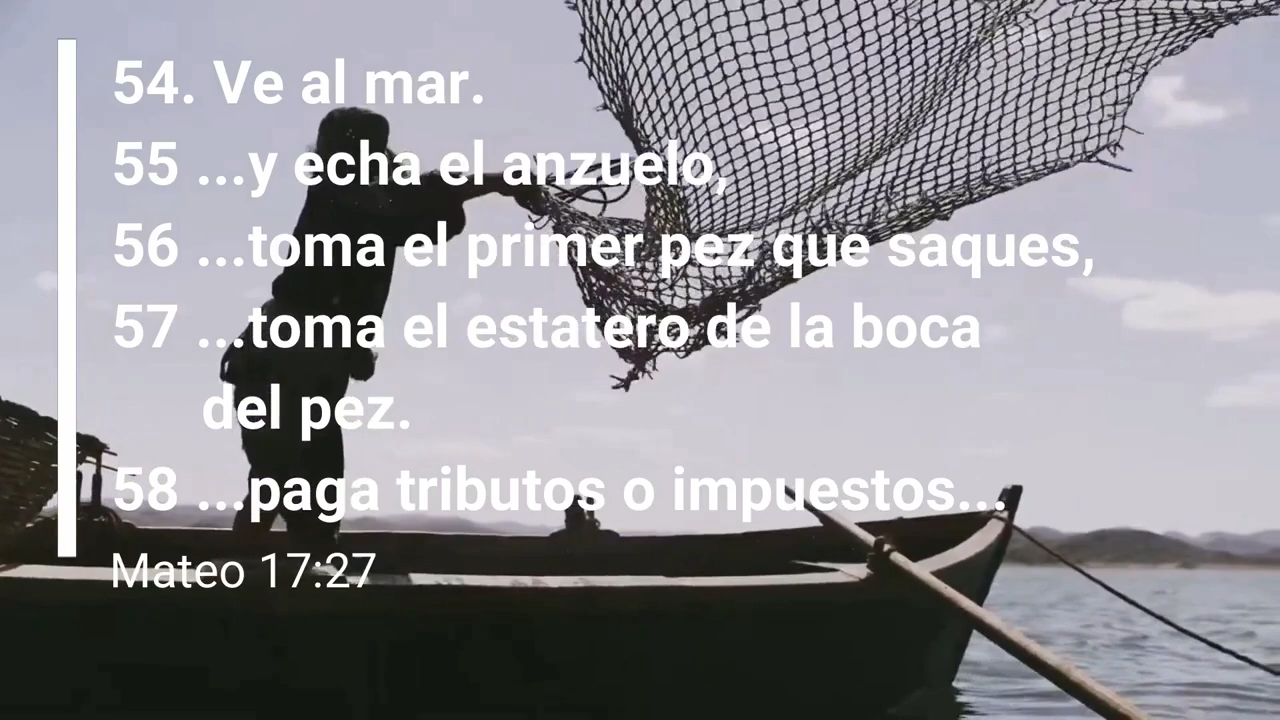 54. Ve al mar.
55 ...y echa el anzuelo,
56 ...toma el primer pez que saques,
57 ...toma el estatero de la boca
del pez.
58 ...paga tributos o impuestos...
Mateo 17:27